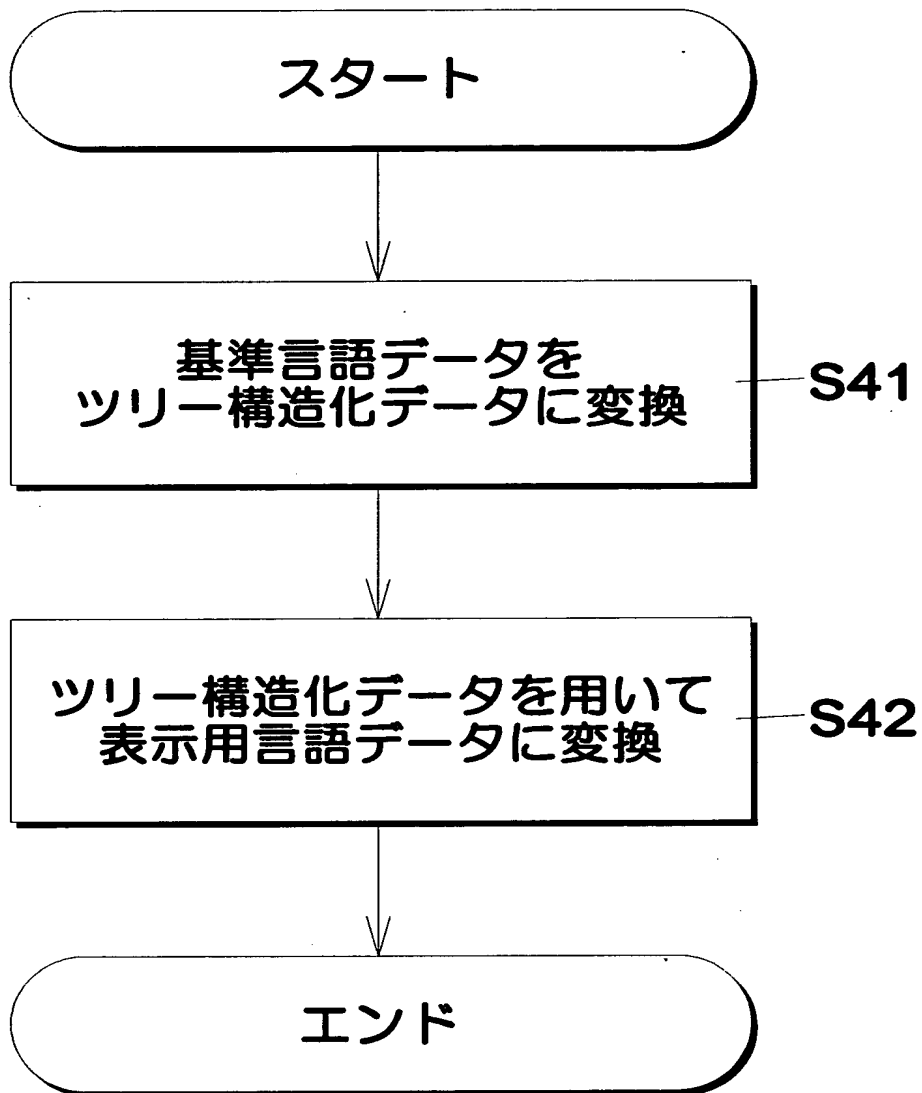 スタート
基準言語データを
ツリー構造化データに変換
S41
ツリー構造化データを用いて
表示用言語データに変換
S42
エンド